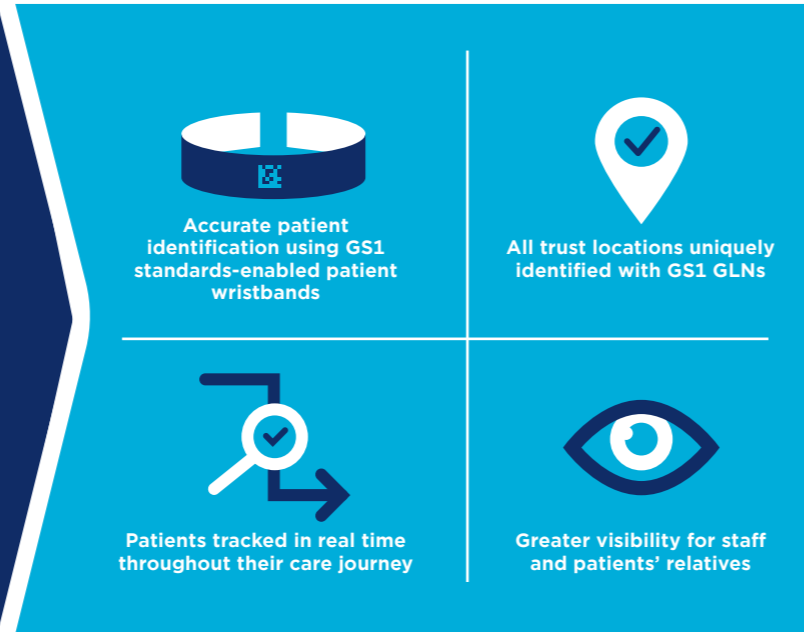 Accurate patient
identification using GS1
standards-enabled patient
wristbands
All trust locations uniquely
identified with GS1 GLNs
Patients tracked in real time
throughout their care journey
Greater visibility for staff
and patients’ relatives